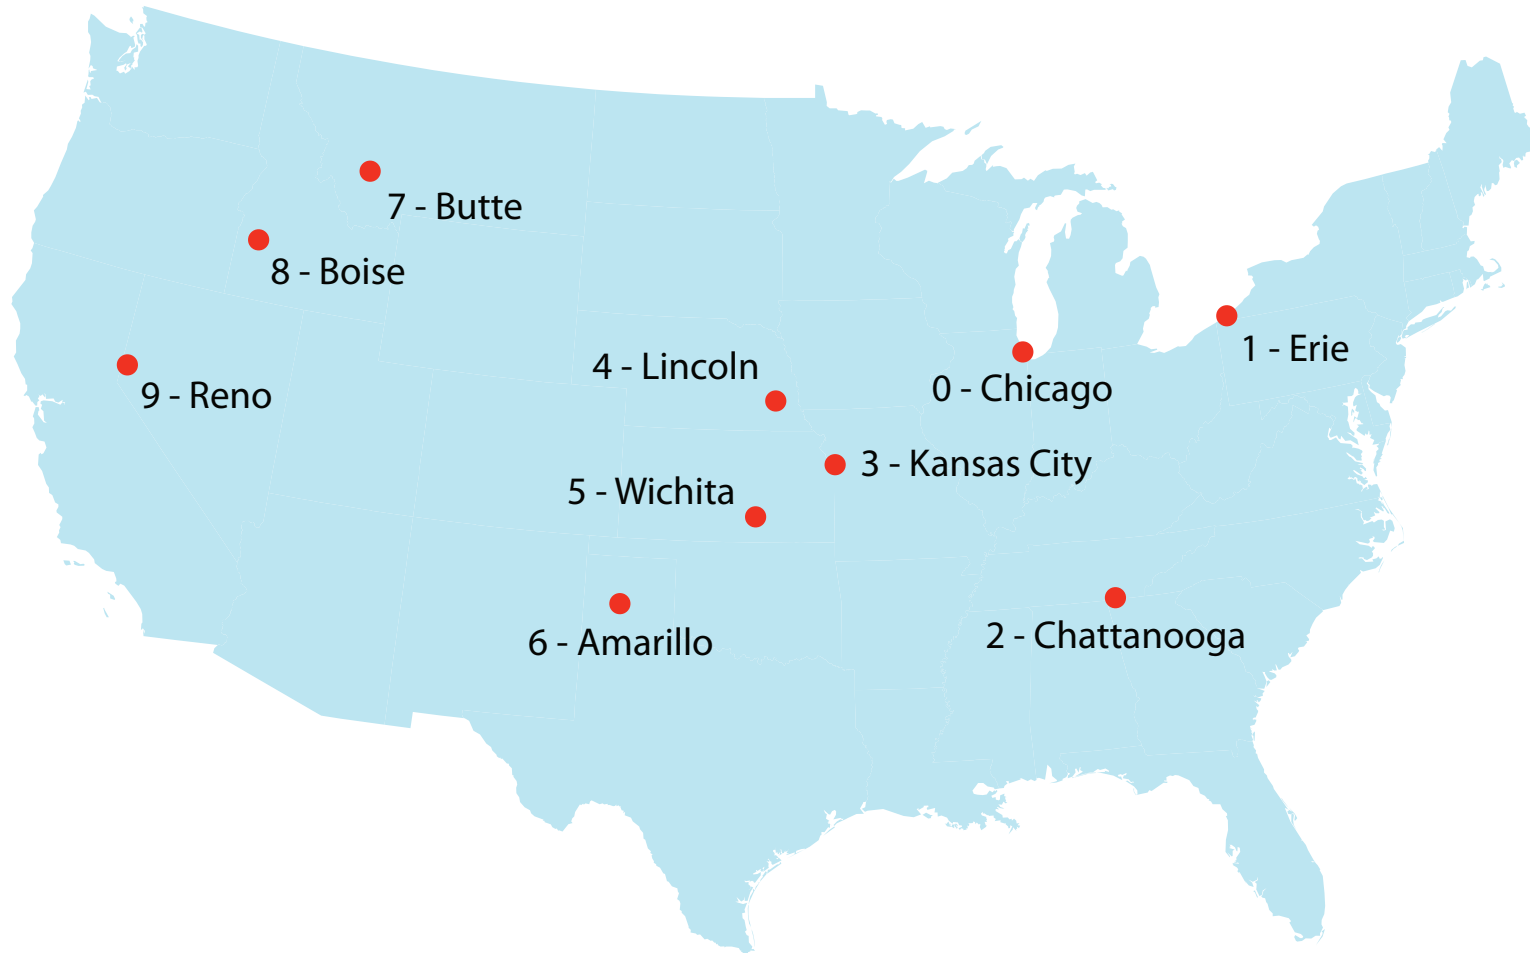 7 - Butte
8 - Boise
1 - Erie
4 - Lincoln
0 - Chicago
9 - Reno
3 - Kansas City
5 - Wichita
2 - Chattanooga
6 - Amarillo